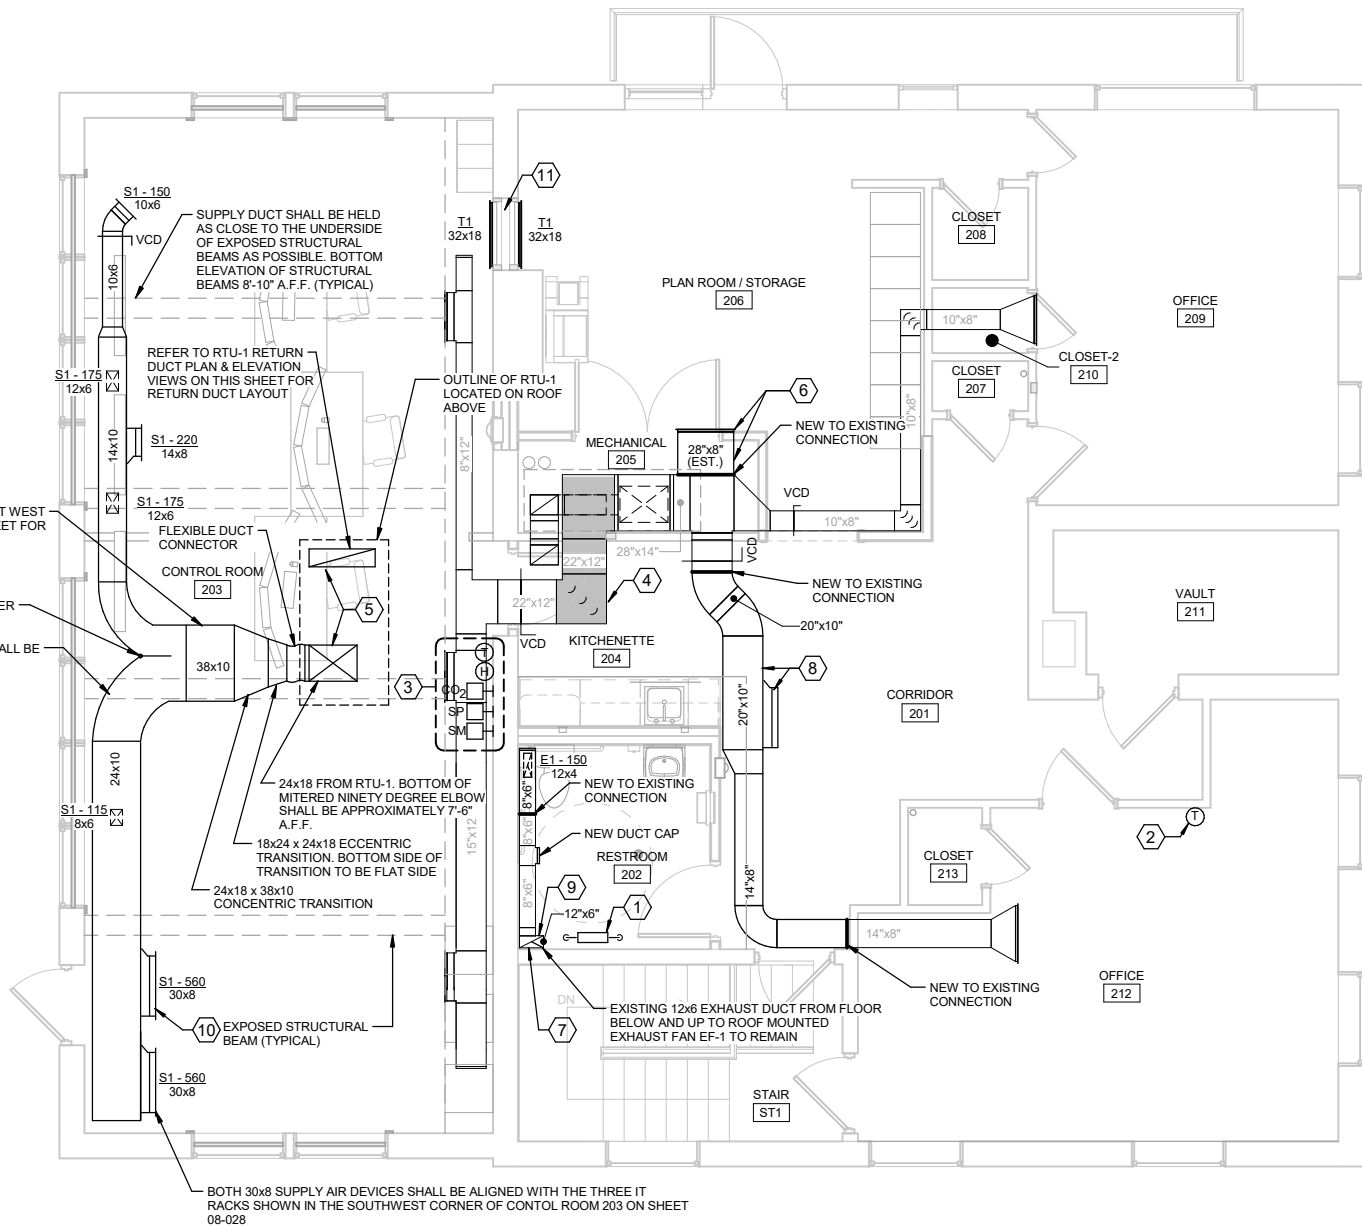 S1 - 150
10x6
VCD
10x6
SUPPLY DUCT SHALL BE HELD
AS CLOSE TO THE UNDERSIDE
OF EXPOSED STRUCTURAL
BEAMS AS POSSIBLE. BOTTOM
ELEVATION OF STRUCTURAL
BEAMS 8'-10" A.F.F. (TYPICAL)
T1
32x18
T1
32x18
11
CLOSET
208
PLAN ROOM / STORAGE
206
OFFICE
209
10"x8"
CLOSET-2
210
CLOSET
207
10"x8"
REFER TO RTU-1 RETURN
DUCT PLAN & ELEVATION
VIEWS ON THIS SHEET FOR
RETURN DUCT LAYOUT
OUTLINE OF RTU-1
LOCATED ON ROOF
ABOVE
S1 - 175
12x6
14x10
S1 - 220
14x8
S1 - 175
12x6
8"x12"
6
NEW TO EXISTING
CONNECTION
MECHANICAL
205
28"x8"
(EST.)
VCD
10"x8"
T WEST
EET FOR
FLEXIBLE DUCT
CONNECTOR
CONTROL ROOM
203
5
28"x14"
22"x12"
22"x12"
VCD
4
VCD
NEW TO EXISTING
CONNECTION
20"x10"
KITCHENETTE
204
VAULT
211
ER
ALL BE
38x10
3
T
H
CO2
SP
SM
8
20"x10"
CORRIDOR
201
24x10
S1 - 115
8x6
24x18 FROM RTU-1. BOTTOM OF
MITERED NINETY DEGREE ELBOW
SHALL BE APPROXIMATELY 7'-6"
A.F.F.
18x24 x 24x18 ECCENTRIC
TRANSITION. BOTTOM SIDE OF
TRANSITION TO BE FLAT SIDE
24x18 x 38x10
CONCENTRIC TRANSITION
15"x12
E1 - 150
12x4
8"x6"
NEW TO EXISTING
CONNECTION
8"x6"
NEW DUCT CAP
RESTROOM
202
8"x6"
9
12"x6"
1
14"x8"
2
T
CLOSET
213
14"x8"
NEW TO EXISTING
CONNECTION
OFFICE
212
S1 - 560
30x8
10
EXPOSED STRUCTURAL
BEAM (TYPICAL)
S1 - 560
30x8
7
DN
EXISTING 12x6 EXHAUST DUCT FROM FLOOR
BELOW AND UP TO ROOF MOUNTED
EXHAUST FAN EF-1 TO REMAIN
STAIR
ST1
BOTH 30x8 SUPPLY AIR DEVICES SHALL BE ALIGNED WITH THE THREE IT
RACKS SHOWN IN THE SOUTHWEST CORNER OF CONTOL ROOM 203 ON SHEET
08-028